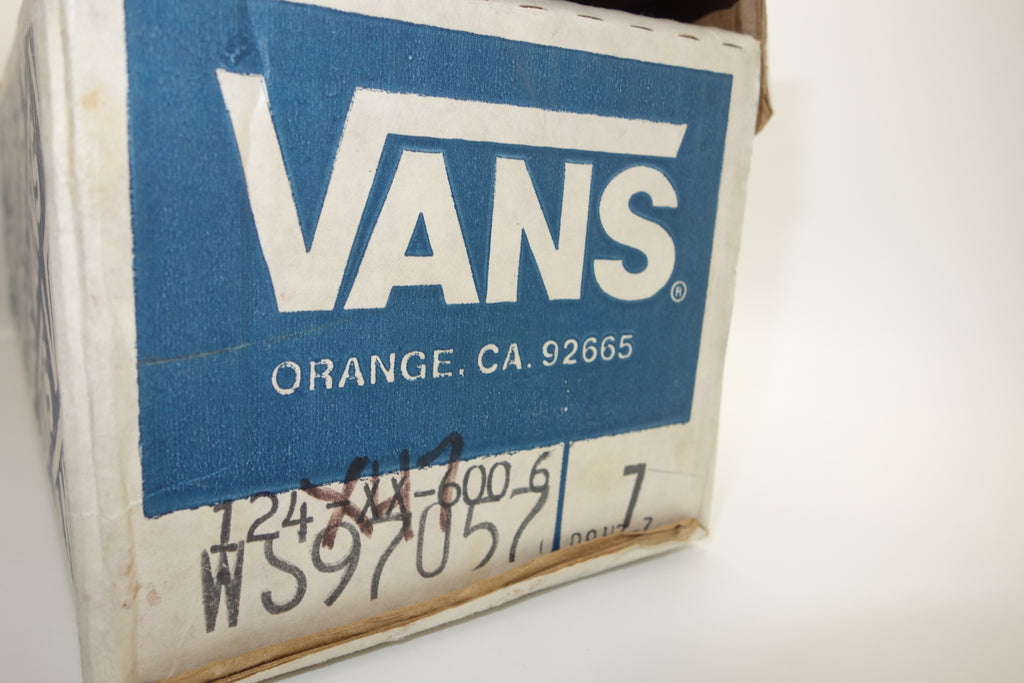 VANS®
ORANGE, CA. 92665
124-XX-600-6
WS97057
7